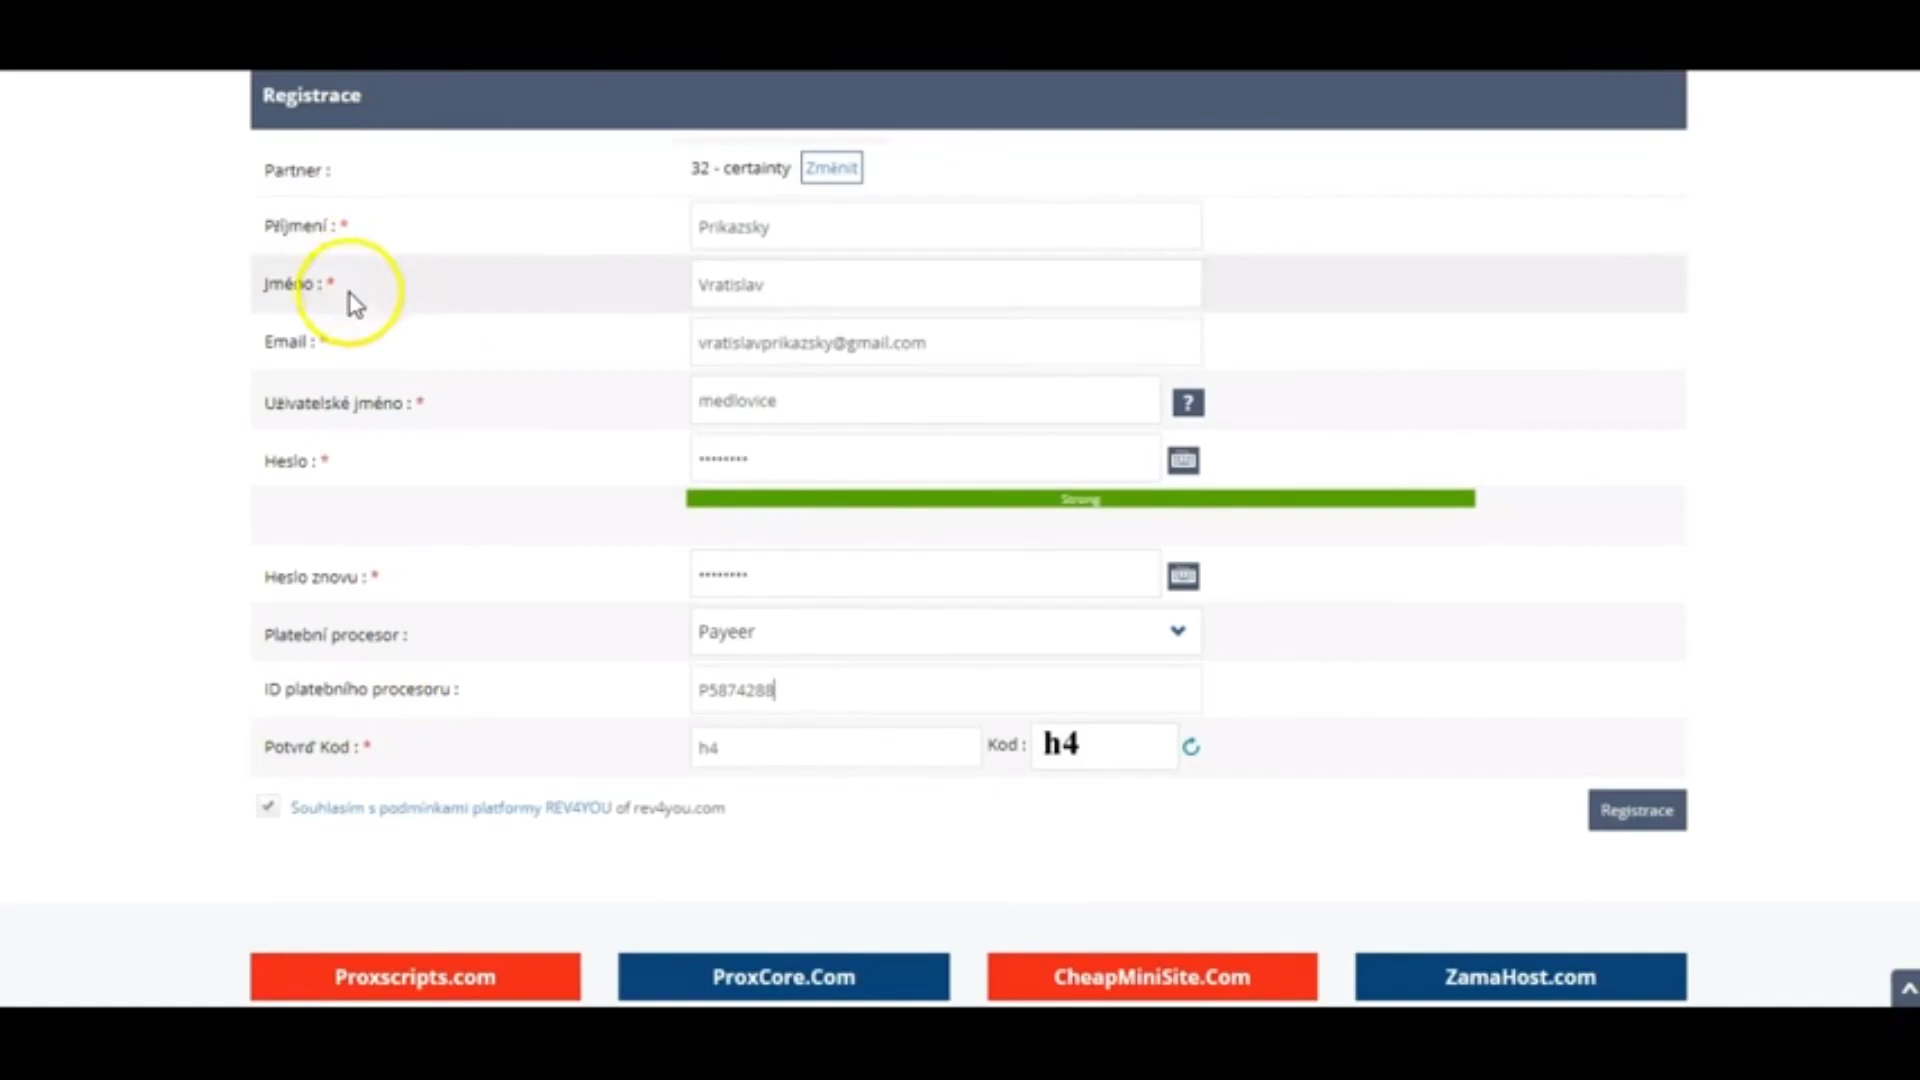 Registrace
Partner :
32 - certainty Změnit
Příjmení : *
Prikazsky
Jméno : *
Vratislav
Email : *
vratislavprikazsky@gmail.com
Uživatelské jméno : *
medlovice
?
Heslo : *
••••••••
Strong
Heslo znovu : *
••••••••
Platební procesor :
Payeer
ID platebního procesoru :
P5874288
Potvrď Kod : *
h4
Kod :
h4
Souhlasím s podmínkami platformy REV4YOU of rev4you.com
Registrace
Proxscripts.com
ProxCore.Com
CheapMiniSite.Com
ZamaHost.com